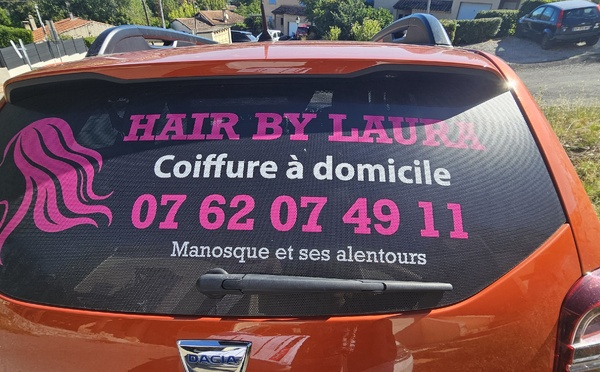 HAIR BY LAURA
Coiffure à domicile
07 62 07 49 11
Manosque et ses alentours
DACIA